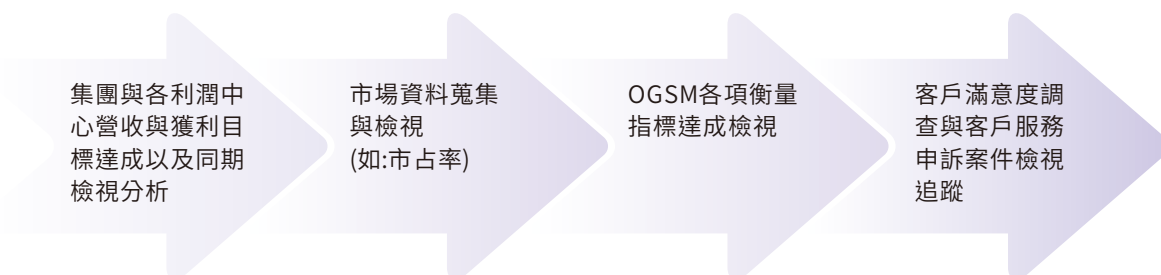 集團與各利潤中
心營收與獲利目
標達成以及同期
檢視分析
市場資料蒐集
與檢視
(如:市占率)
OGSM各項衡量
指標達成檢視
客戶滿意度調
查與客戶服務
申訴案件檢視
追蹤